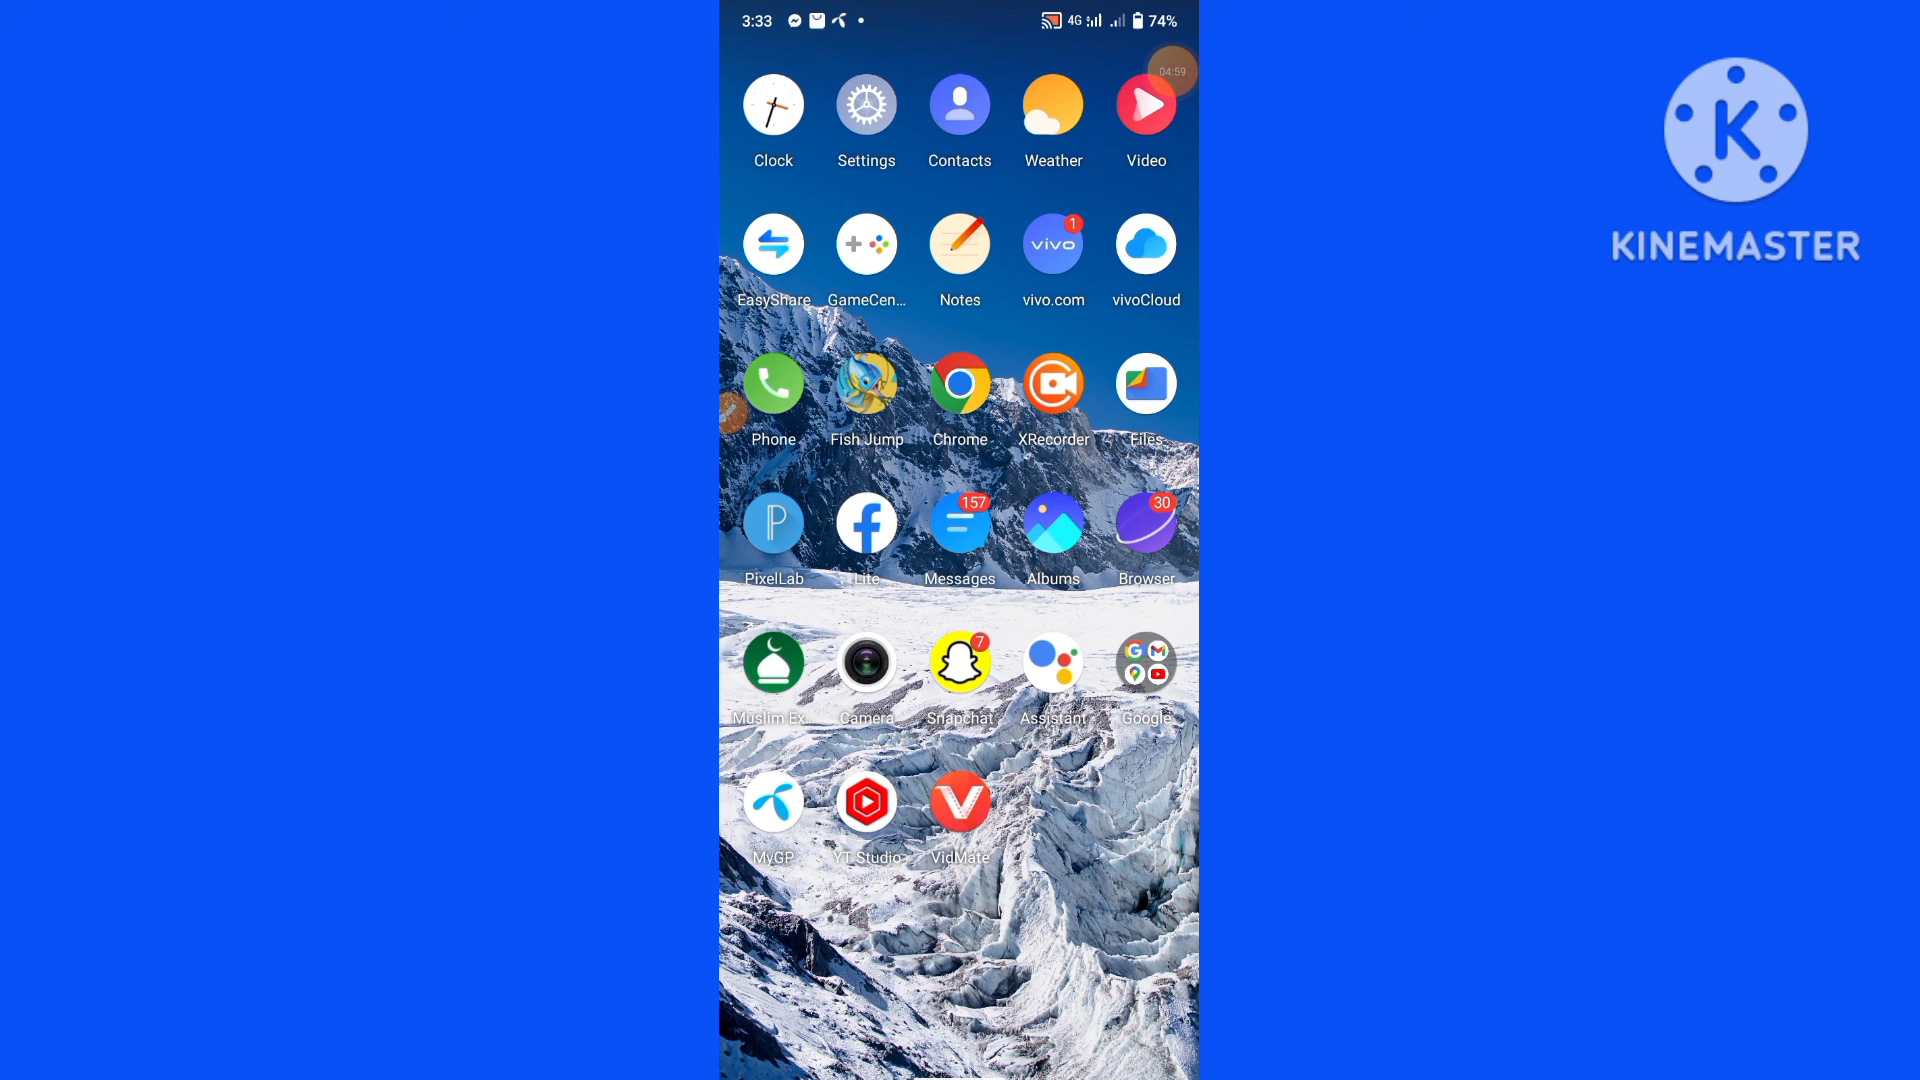 3:33 4G 74%
04:59
Clock Settings Contacts Weather Video
vivo 1
EasyShare GameCen... Notes vivo.com vivoCloud
Phone Fish Jump Chrome XRecorder Files
P 157 30
PixelLab Lite Messages Albums Browser
7
Muslim Ex... Camera Snapchat Assistant Google
MyGP YT Studio VidMate
K
KINEMASTER